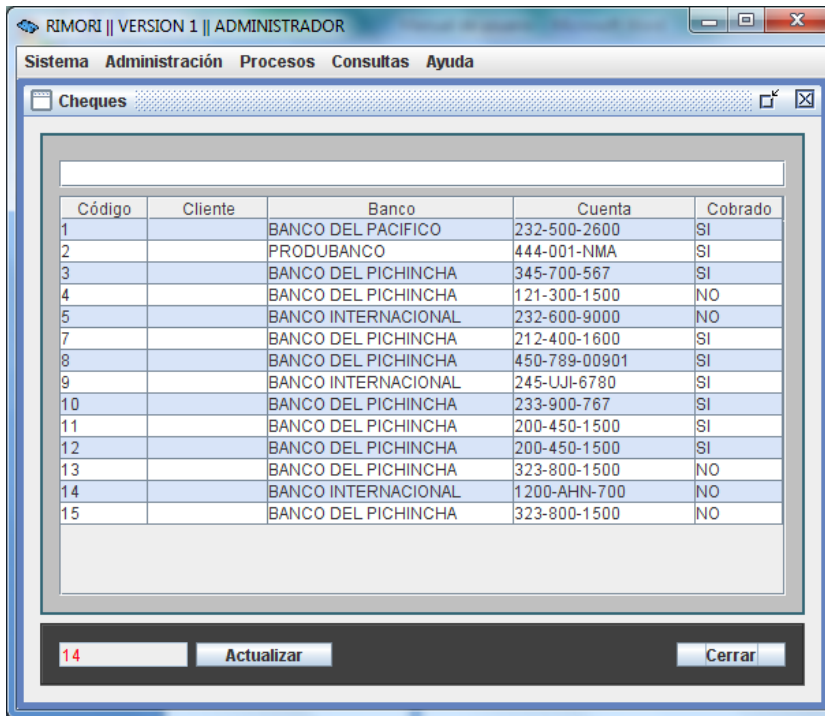 RIMORI || VERSION 1 || ADMINISTRADOR
Sistema Administración Procesos Consultas Ayuda
Cheques
Código Cliente Banco Cuenta Cobrado
1 BANCO DEL PACIFICO 232-500-2600 SI
2 PRODUBANCO 444-001-NMA SI
3 BANCO DEL PICHINCHA 345-700-567 SI
4 BANCO DEL PICHINCHA 121-300-1500 NO
5 BANCO INTERNACIONAL 232-600-9000 NO
7 BANCO DEL PICHINCHA 212-400-1600 SI
8 BANCO DEL PICHINCHA 450-789-00901 SI
9 BANCO INTERNACIONAL 245-UJI-6780 SI
10 BANCO DEL PICHINCHA 233-900-767 SI
11 BANCO DEL PICHINCHA 200-450-1500 SI
12 BANCO DEL PICHINCHA 200-450-1500 SI
13 BANCO DEL PICHINCHA 323-800-1500 NO
14 BANCO INTERNACIONAL 1200-AHN-700 NO
15 BANCO DEL PICHINCHA 323-800-1500 NO
14 Actualizar Cerrar